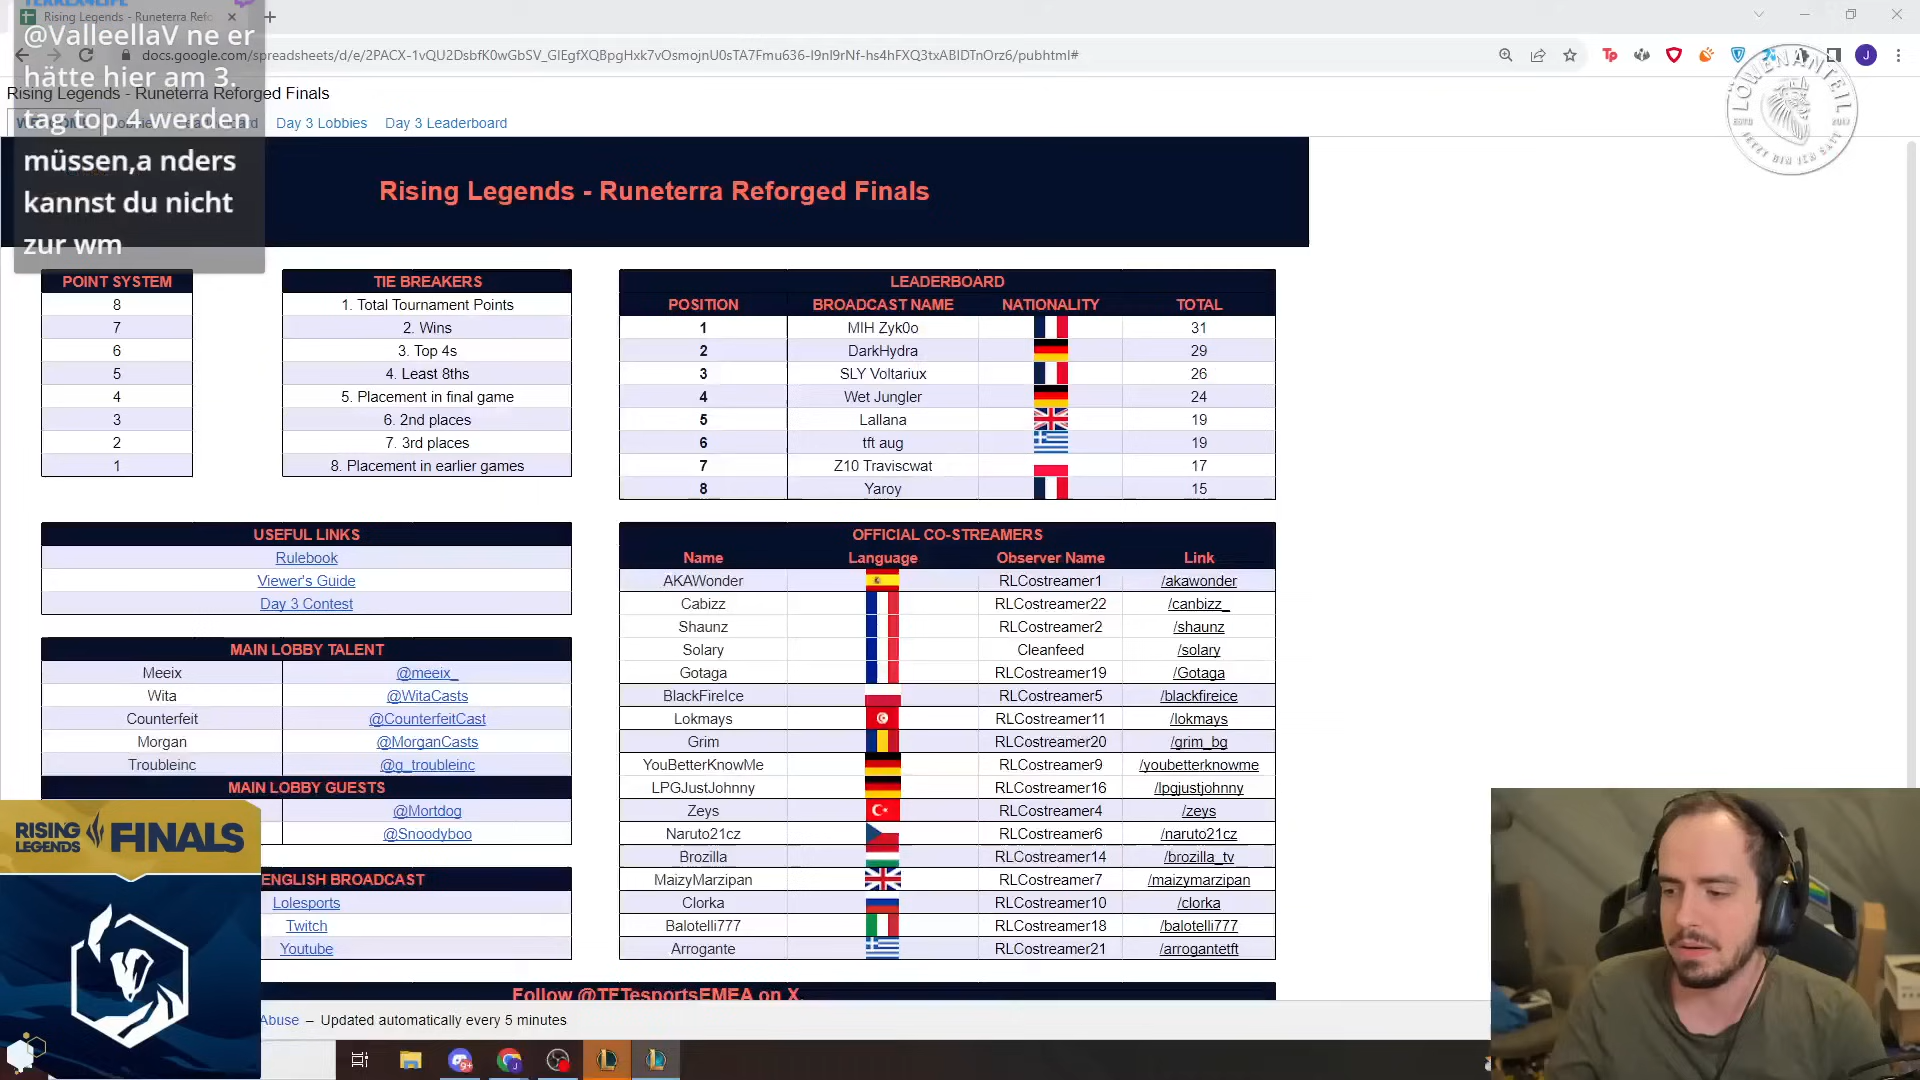 TERREX4LIFE
@ValleellaV ne er
hätte hier am 3.
tag top 4 werden
müssen,a nders
kannst du nicht
zur wm
Rising Legends - Runeterra Refo
docs.google.com/spreadsheets/d/e/2PACX-1vQU2DsbfK0wGbSV_GIEgfXQBpgHxk7vOsmojnU0sTA7Fmu636-I9nI9rNf-hs4hFXQ3txABIDTnOrz6/pubhtml#
Rising Legends - Runeterra Reforged Finals
Day 3 Lobbies
Day 3 Leaderboard
LÖWENANTEIL
ESTD 2013
JETZT BIN ICH SATT
Rising Legends - Runeterra Reforged Finals
POINT SYSTEM
8
7
6
5
4
3
2
1
TIE BREAKERS
1. Total Tournament Points
2. Wins
3. Top 4s
4. Least 8ths
5. Placement in final game
6. 2nd places
7. 3rd places
8. Placement in earlier games
LEADERBOARD
POSITION BROADCAST NAME NATIONALITY TOTAL
1 MIH Zyk0o 31
2 DarkHydra 29
3 SLY Voltariux 26
4 Wet Jungler 24
5 Lallana 19
6 tft aug 19
7 Z10 Traviscwat 17
8 Yaroy 15
USEFUL LINKS
Rulebook
Viewer's Guide
Day 3 Contest
MAIN LOBBY TALENT
Meeix @meeix_
Wita @WitaCasts
Counterfeit @CounterfeitCast
Morgan @MorganCasts
Troubleinc @g_troubleinc
MAIN LOBBY GUESTS
@Mortdog
@Snoodyboo
ENGLISH BROADCAST
Lolesports
Twitch
Youtube
OFFICIAL CO-STREAMERS
Name Language Observer Name Link
AKAWonder RLCostreamer1 /akawonder
Cabizz RLCostreamer22 /canbizz_
Shaunz RLCostreamer2 /shaunz
Solary Cleanfeed /solary
Gotaga RLCostreamer19 /Gotaga
BlackFireIce RLCostreamer5 /blackfireice
Lokmays RLCostreamer11 /lokmays
Grim RLCostreamer20 /grim_bg
YouBetterKnowMe RLCostreamer9 /youbetterknowme
LPGJustJohnny RLCostreamer16 /lpgjustjohnny
Zeys RLCostreamer4 /zeys
Naruto21cz RLCostreamer6 /naruto21cz
Brozilla RLCostreamer14 /brozilla_tv
MaizyMarzipan RLCostreamer7 /maizymarzipan
Clorka RLCostreamer10 /clorka
Balotelli777 RLCostreamer18 /balotelli777
Arrogante RLCostreamer21 /arrogantetft
Follow @TFTesportsEMEA on X
RISING LEGENDS FINALS
Abuse – Updated automatically every 5 minutes